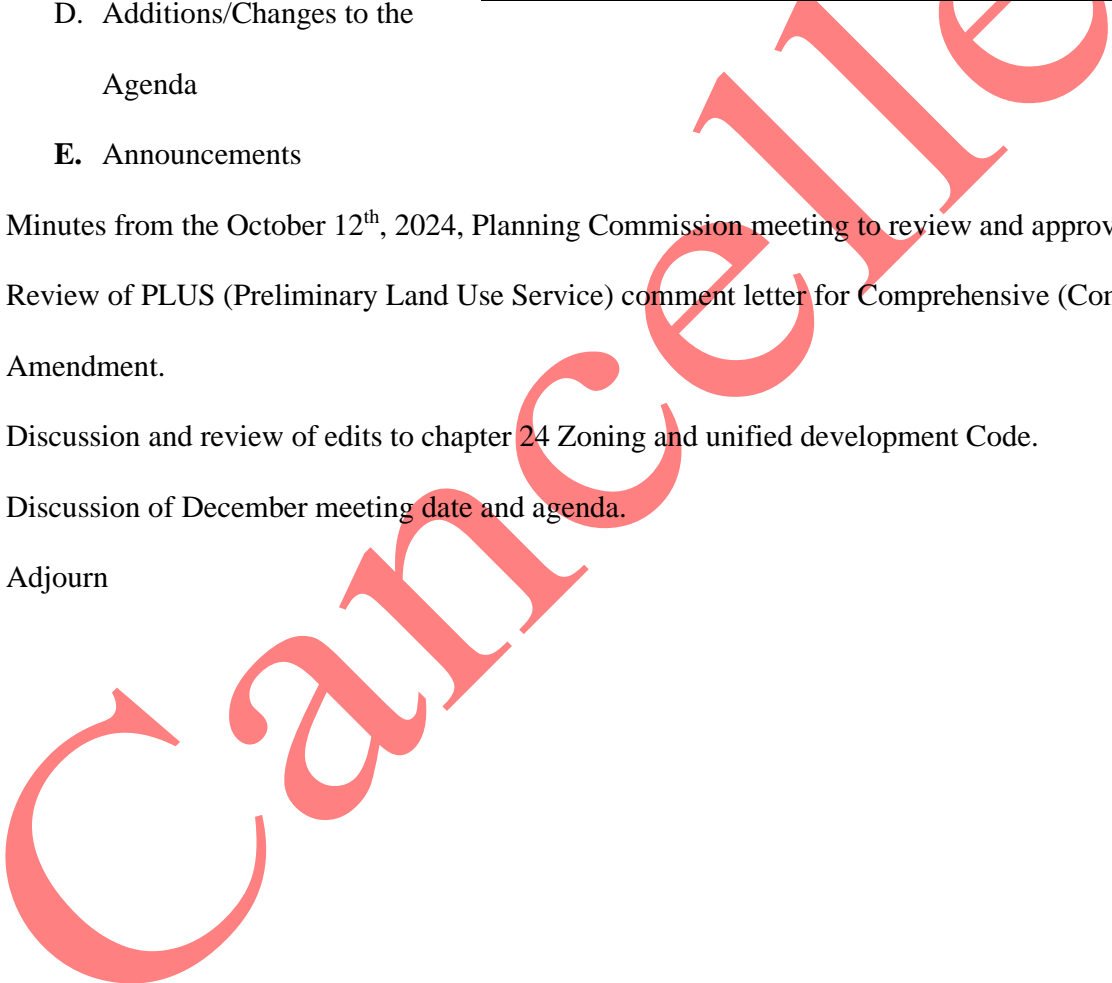 D. Additions/Changes to the
Agenda
E. Announcements
Minutes from the October 12th, 2024, Planning Commission meeting to review and approv
Review of PLUS (Preliminary Land Use Service) comment letter for Comprehensive (Com
Amendment.
Discussion and review of edits to chapter 24 Zoning and unified development Code.
Discussion of December meeting date and agenda.
Adjourn
Cancelle